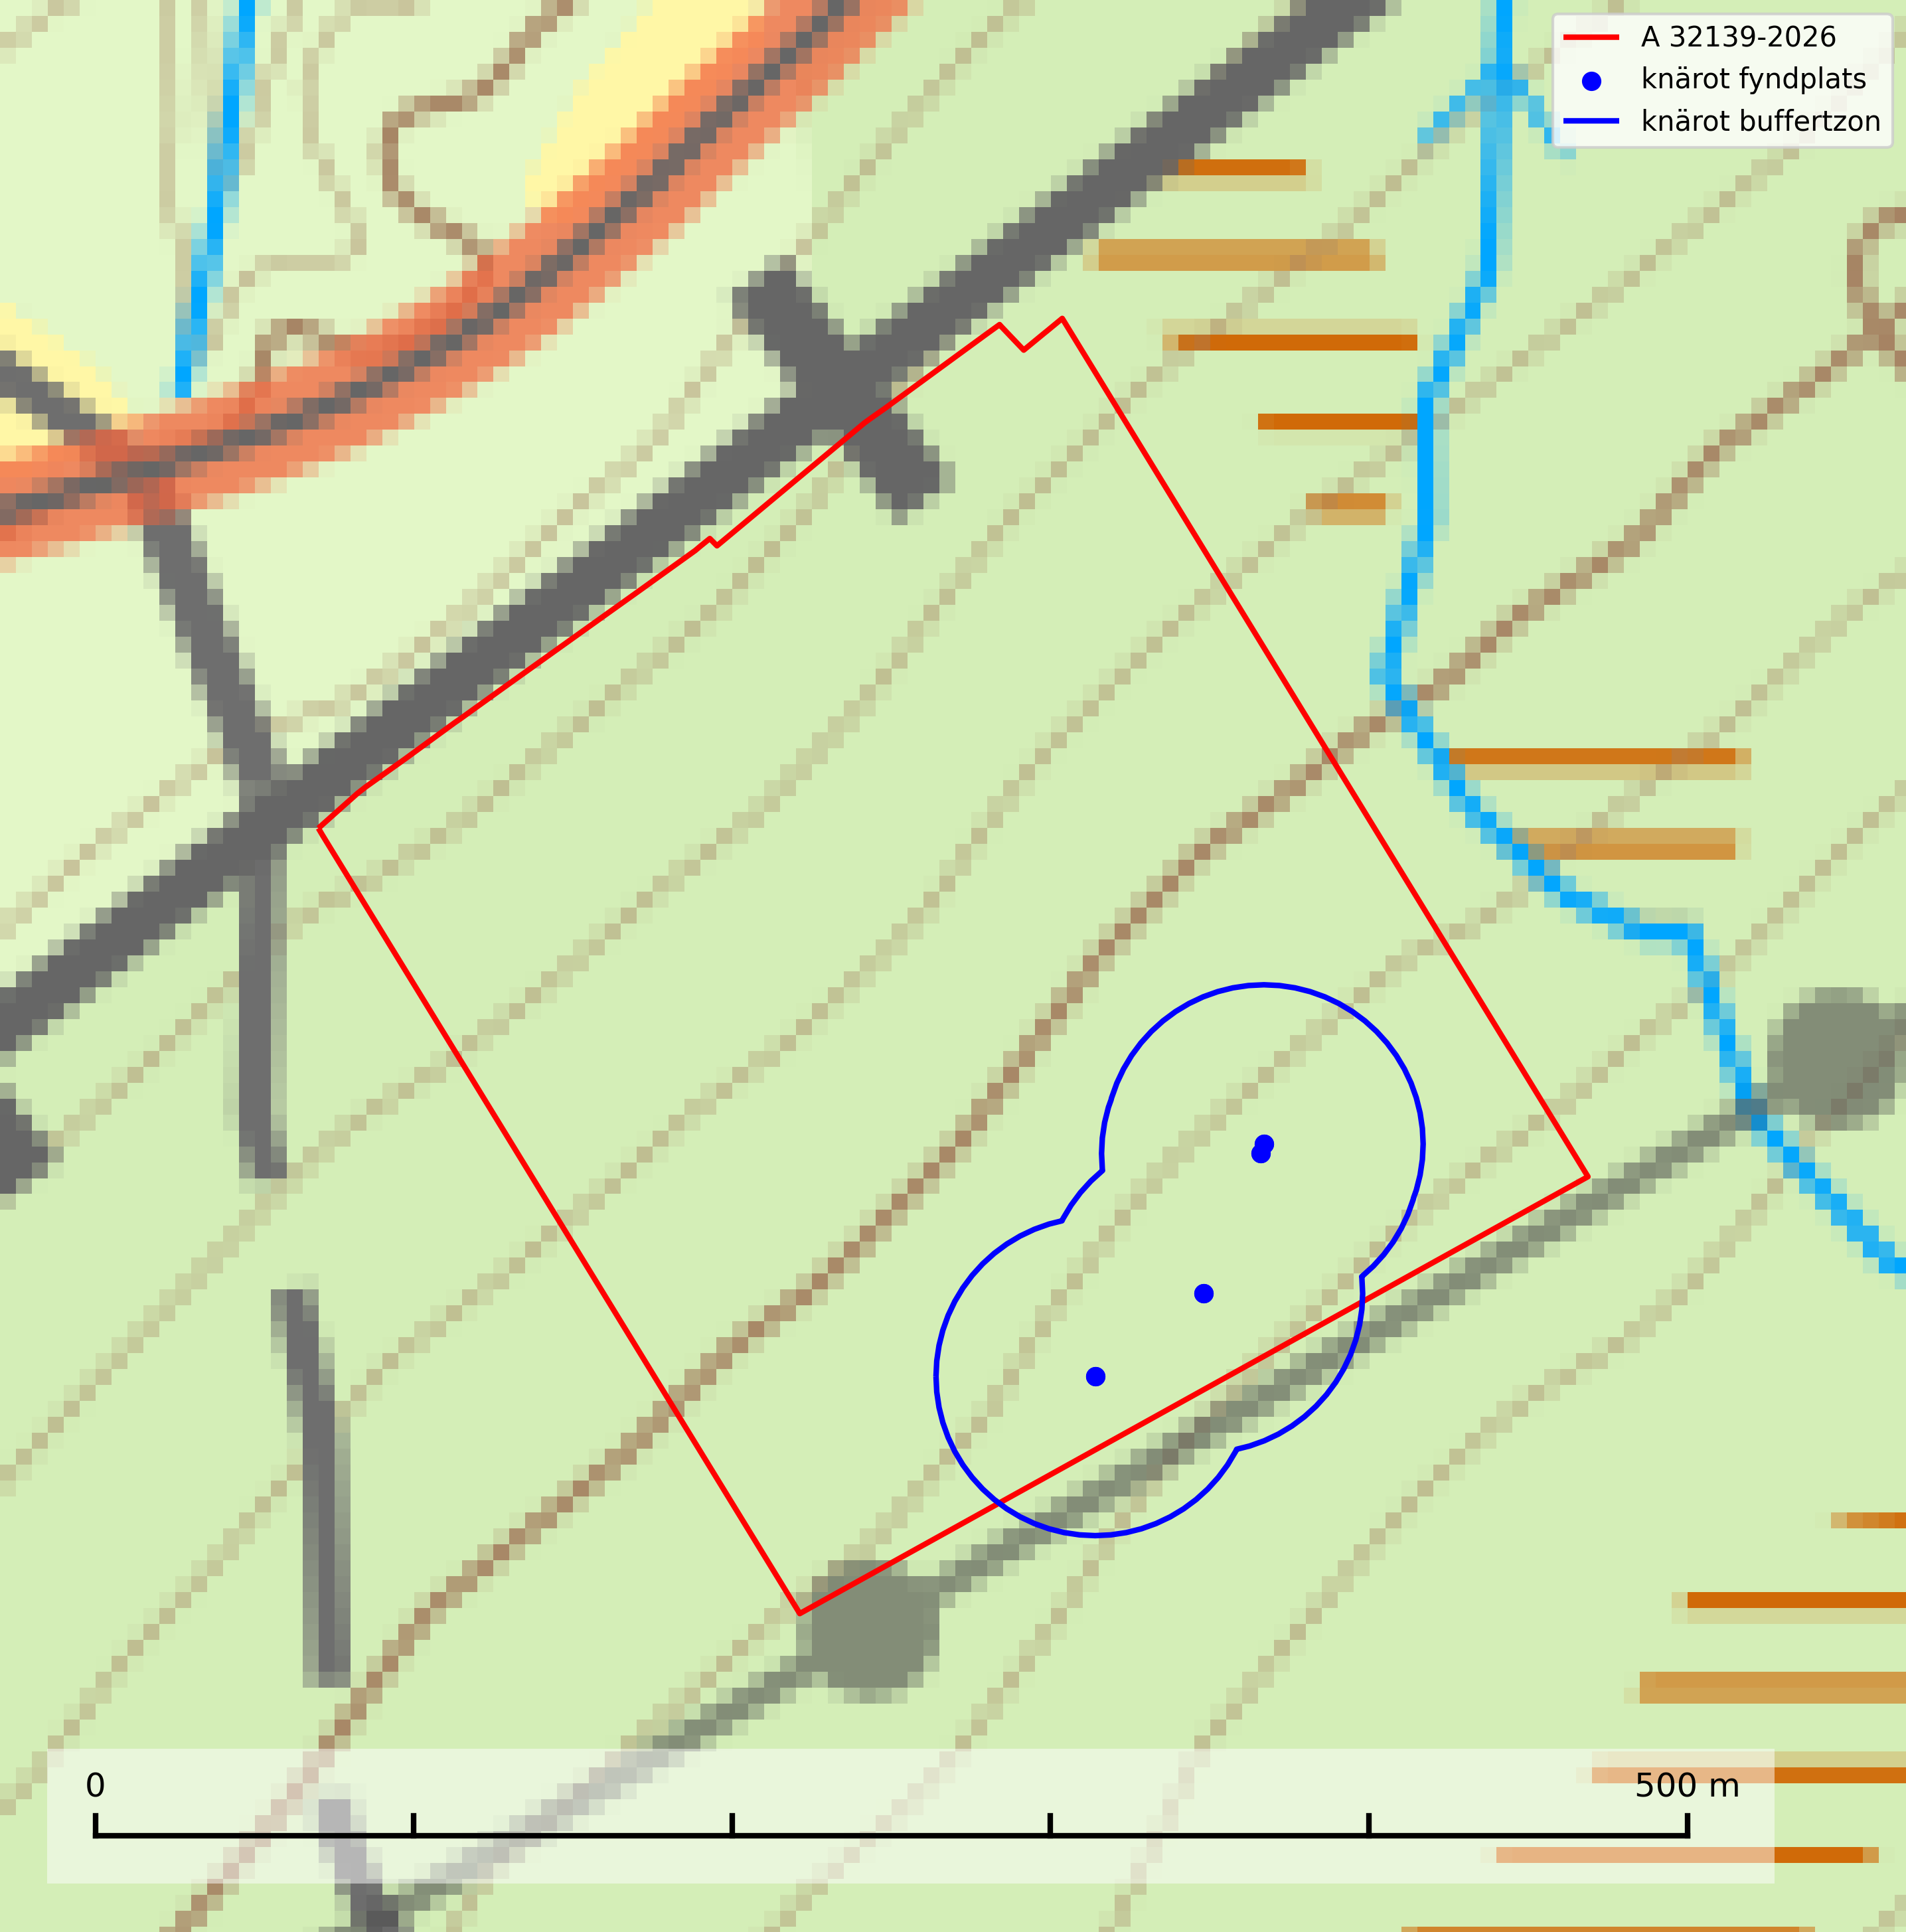 A 32139-2026
knärot fyndplats
knärot buffertzon
0
500 m